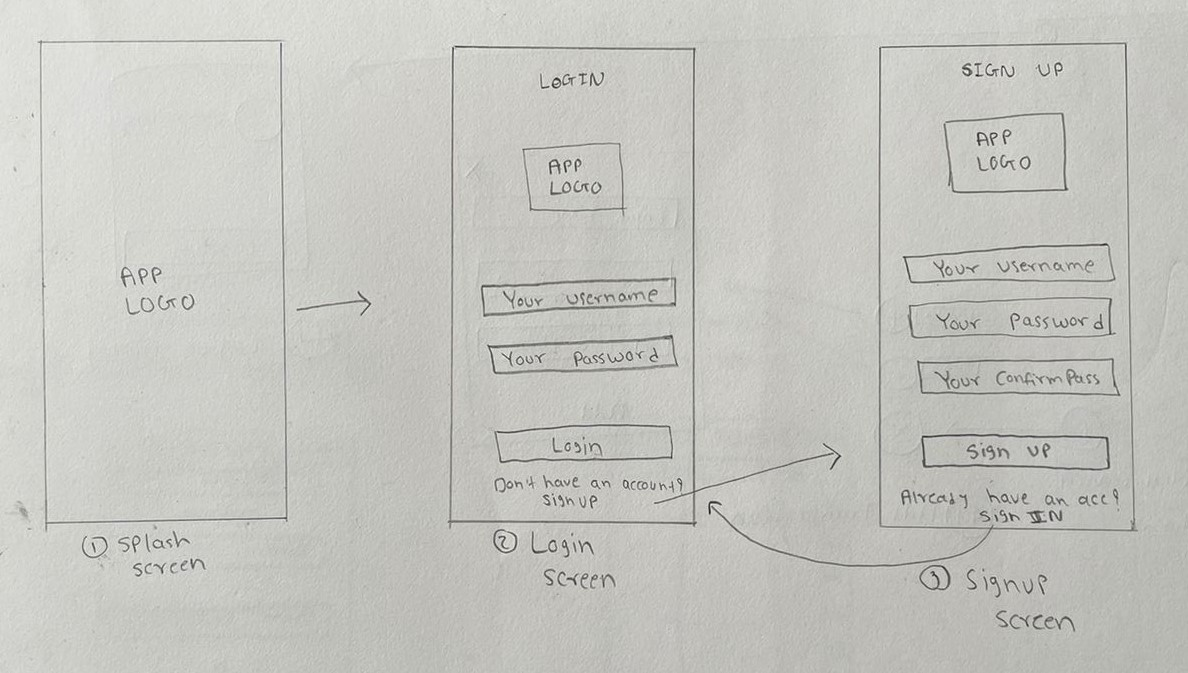 APP
LOGO
① Splash
screen
LOGIN
APP
LOGO
Your username
Your Password
Login
Don't have an account?
sign up
② Login
screen
SIGN UP
APP
LOGO
Your username
Your Password
Your ConfirmPass
Sign UP
Already have an acc?
Sign IN
③ Signup
screen